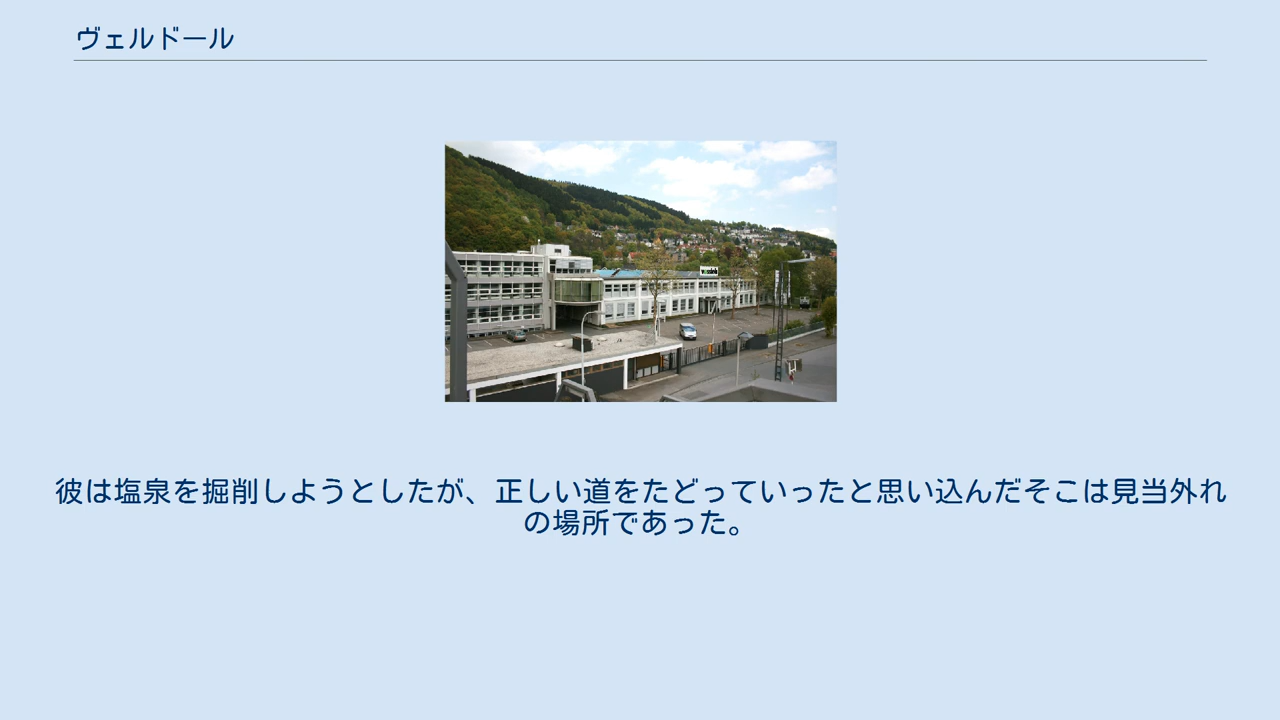 ヴェルドール
彼は塩泉を掘削しようとしたが、正しい道をたどっていったと思い込んだそこは見当外れ
の場所であった。